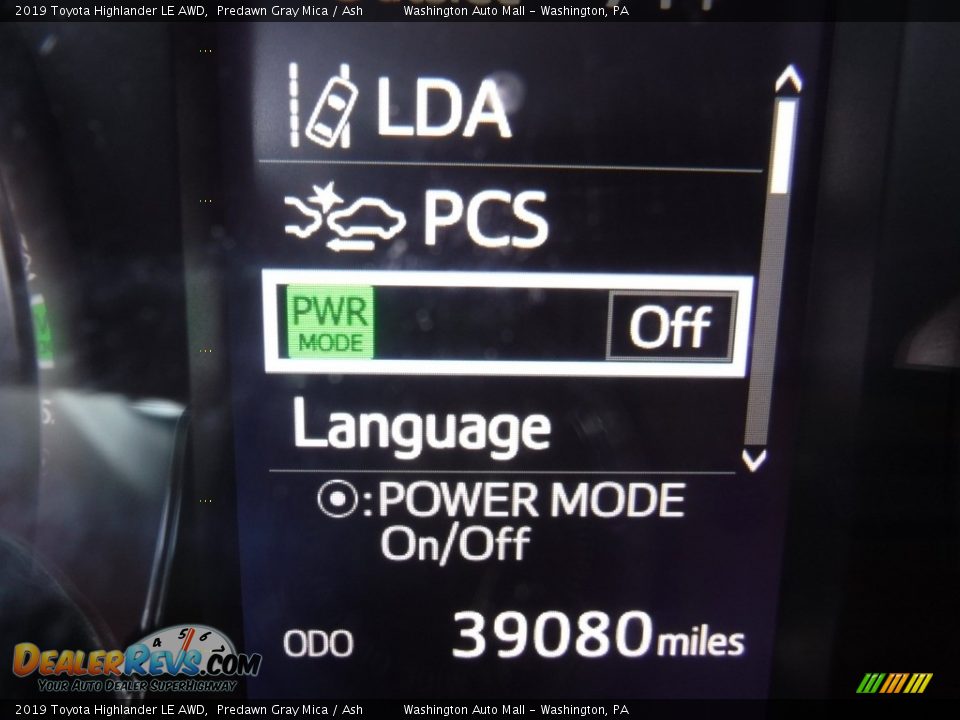 2019 Toyota Highlander LE AWD, Predawn Gray Mica / Ash Washington Auto Mall - Washington, PA
LDA
PCS
PWR
MODE
Off
Language
:POWER MODE
On/Off
ODO 39080 miles
DEALERREVS.COM
YOUR AUTO DEALER SUPERHIGHWAY
2019 Toyota Highlander LE AWD, Predawn Gray Mica / Ash Washington Auto Mall - Washington, PA